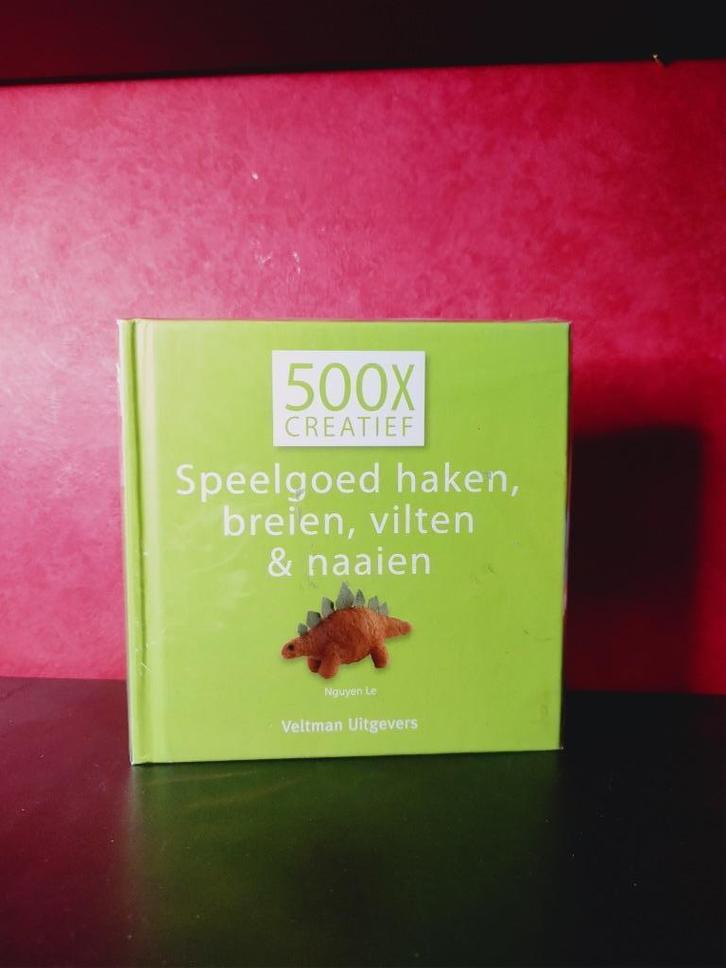 500X
CREATIEF
Speelgoed haken,
breien, vilten
& naaien
Nguyen Le
Veltman Uitgevers